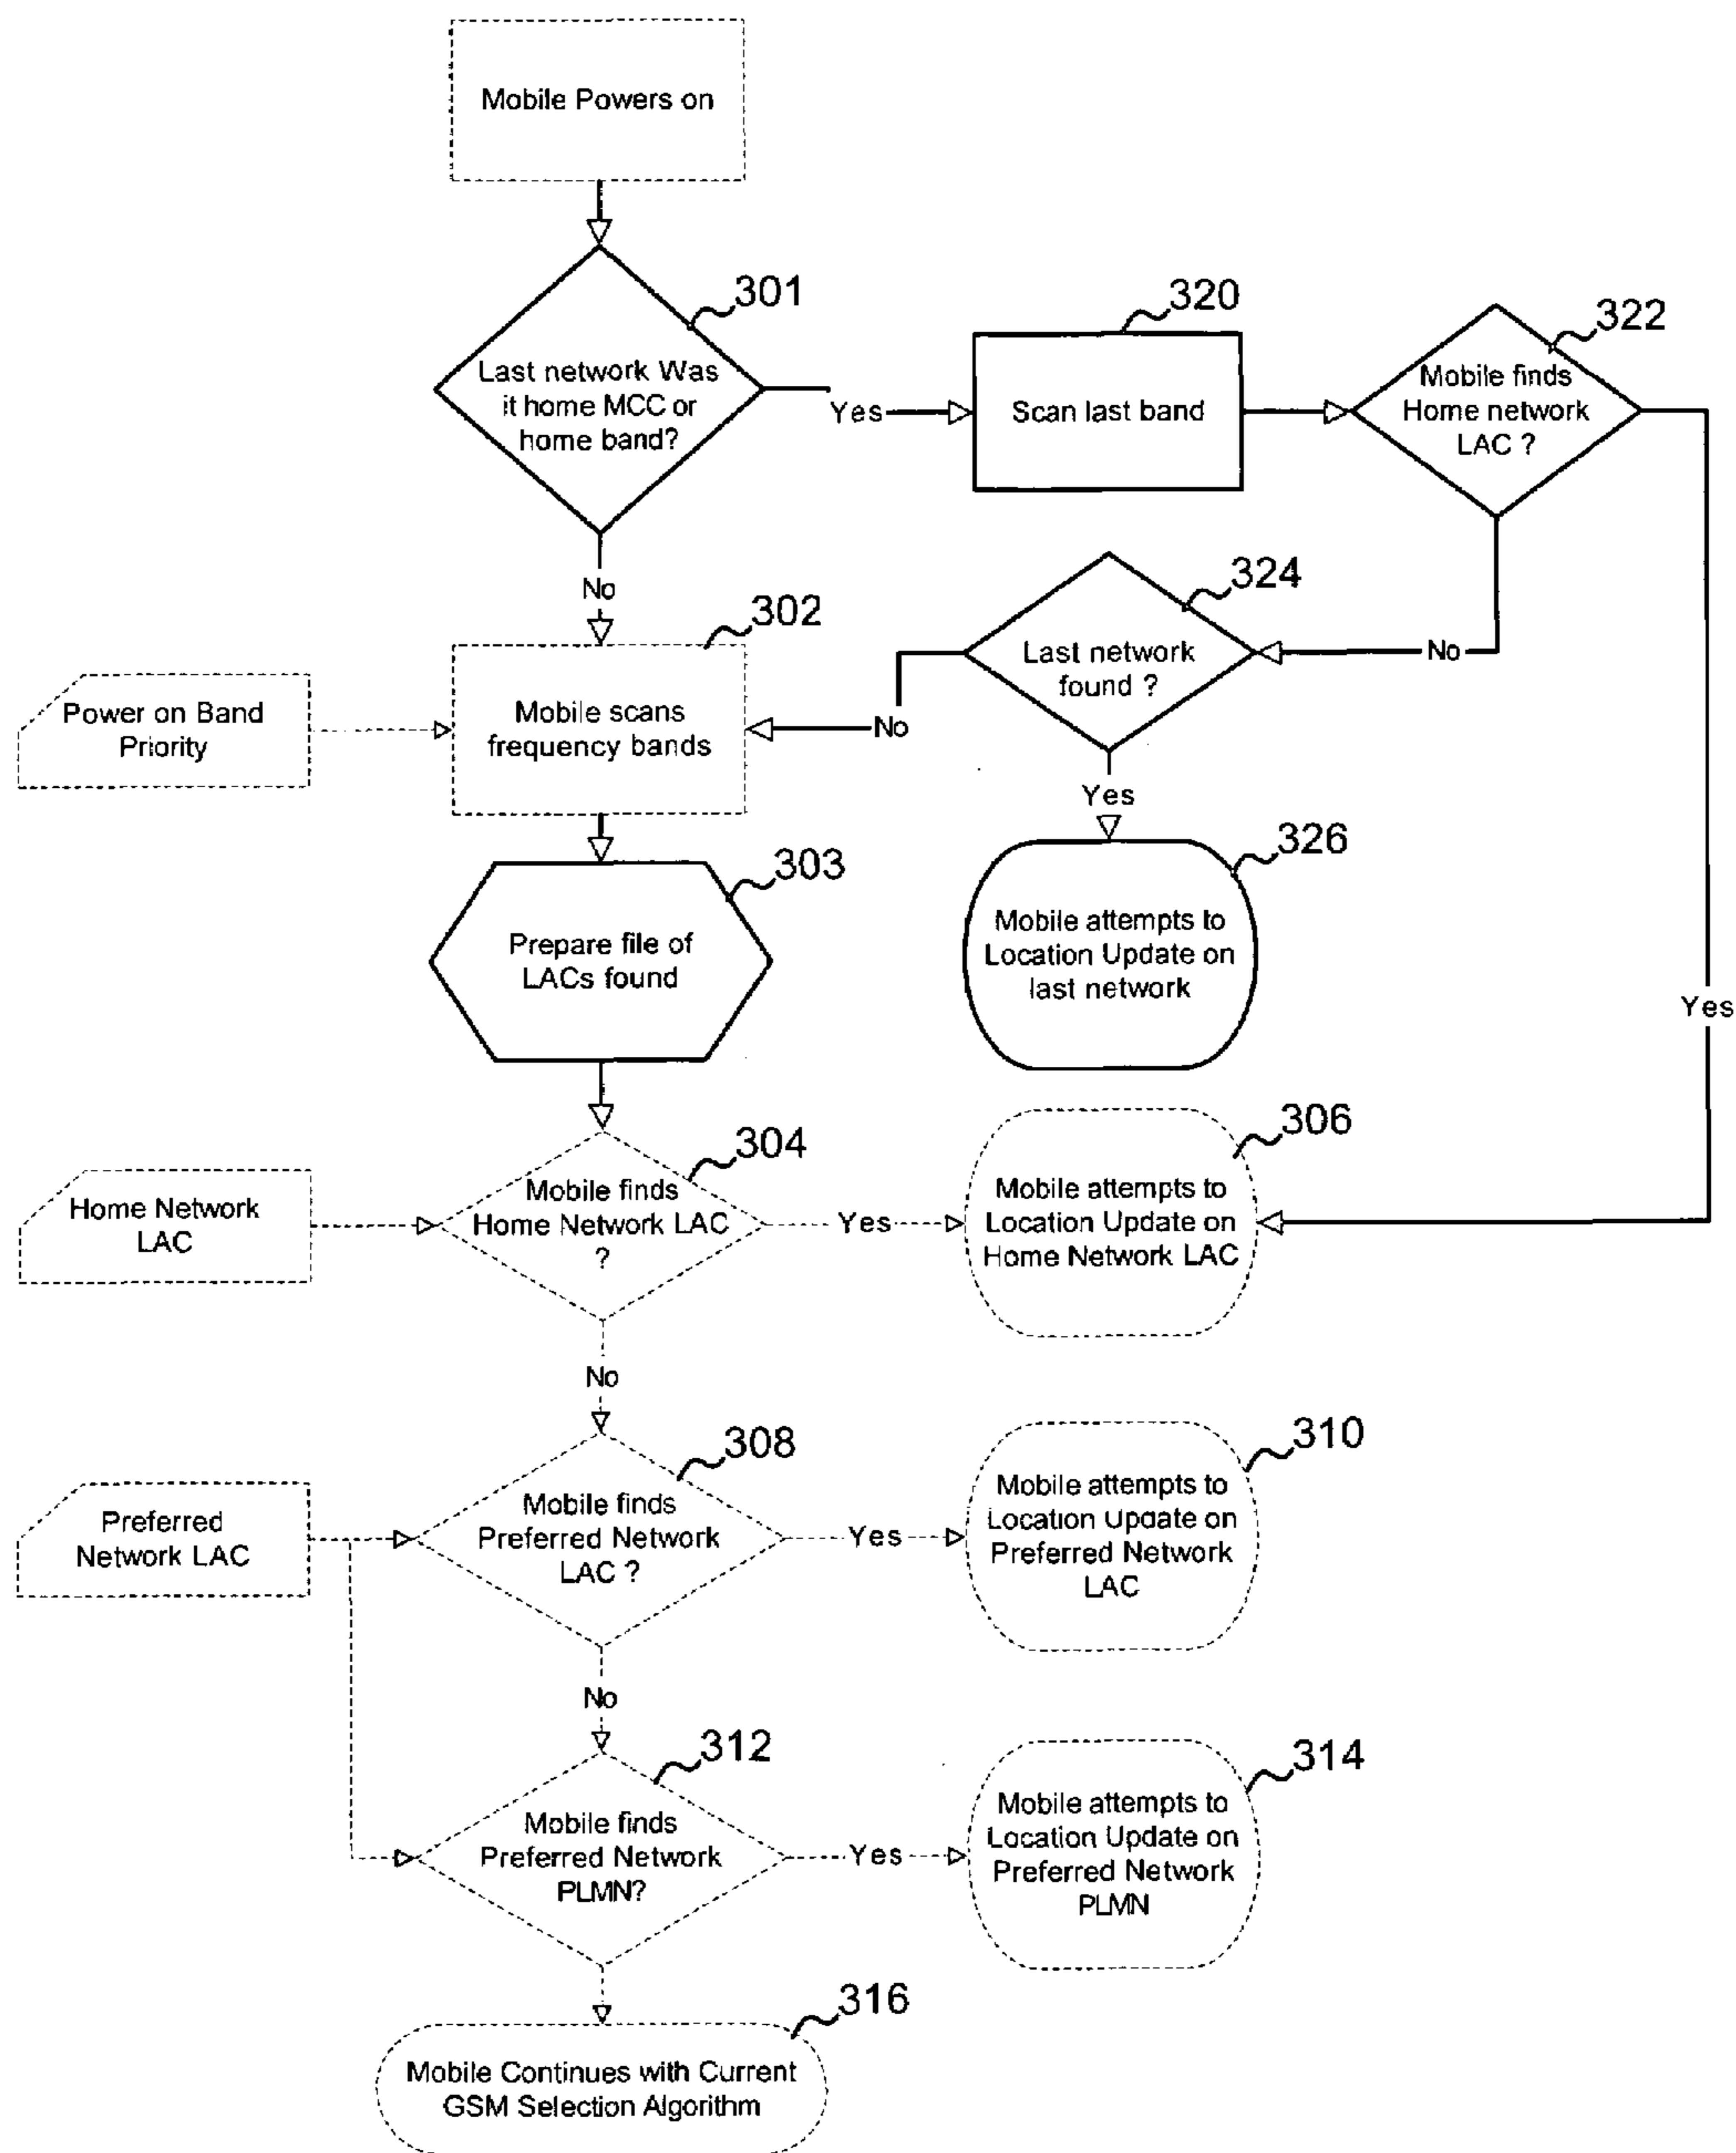 Mobile Powers on
301
Last network Was
it home MCC or
home band?
Yes
320
Scan last band
322
Mobile finds
Home network
LAC ?
No
302
324
Last network
found ?
No
Power on Band
Priority
Mobile scans
frequency bands
No
Yes
303
Prepare file of
LACs found
326
Mobile attempts to
Location Update on
last network
Yes
304
Home Network
LAC
Mobile finds
Home Network LAC
?
Yes
306
Mobile attempts to
Location Update on
Home Network LAC
No
308
Preferred
Network LAC
Mobile finds
Preferred Network
LAC ?
Yes
310
Mobile attempts to
Location Update on
Preferred Network
LAC
No
312
Mobile finds
Preferred Network
PLMN?
Yes
314
Mobile attempts to
Location Update on
Preferred Network
PLMN
316
Mobile Continues with Current
GSM Selection Algorithm